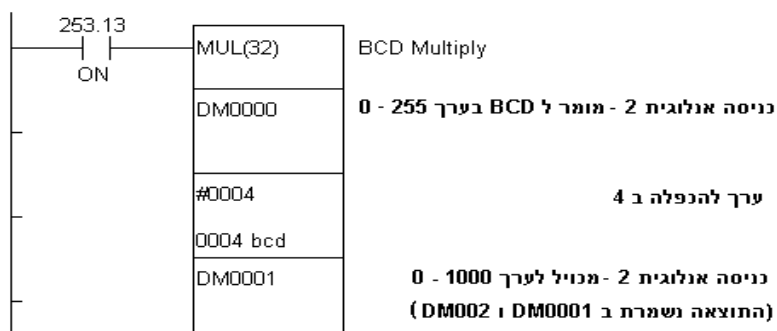 253.13
ON
MUL(32) BCD Multiply
DM0000 כניסה אנלוגית 2 - מומר ל BCD בערך 255 - 0
#0004 ערך להכפלה ב 4
0004 bcd
DM0001 כניסה אנלוגית 2 - מכויל לערך 1000 - 0
(התוצאה נשמרת ב DM0001 ו DM002)